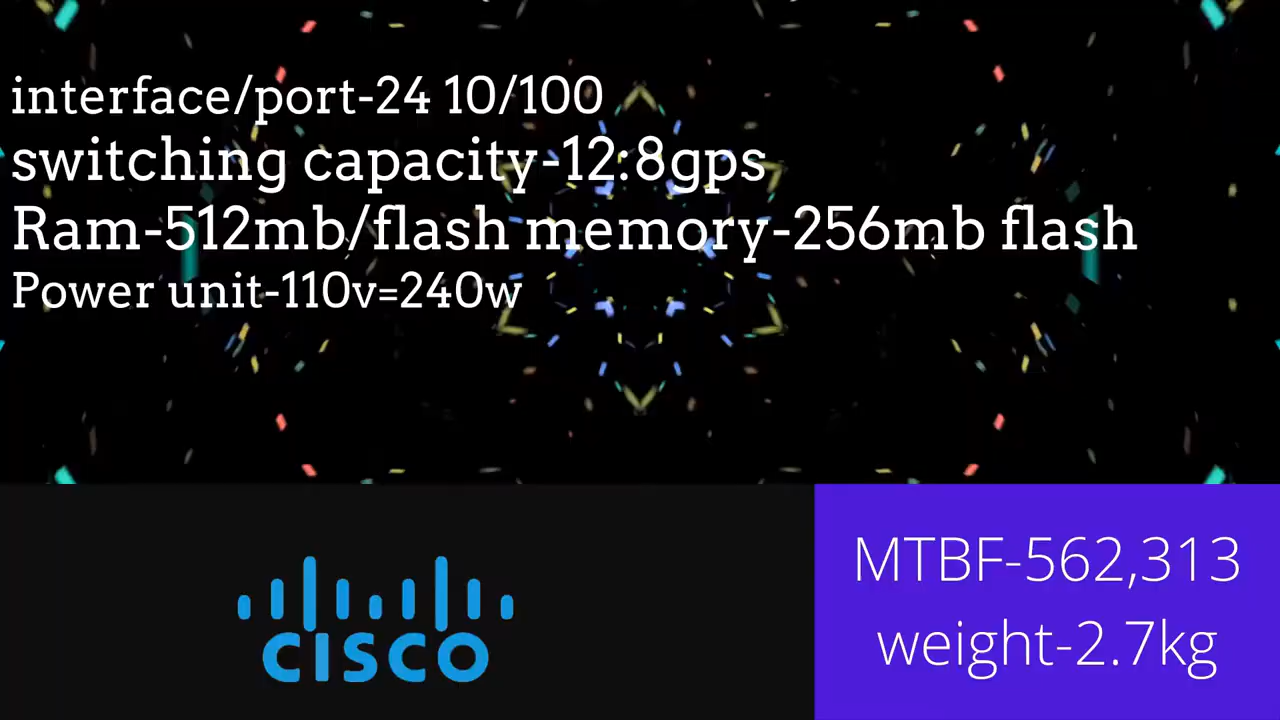 interface/port-24 10/100
switching capacity-12:8gps
Ram-512mb/flash memory-256mb flash
Power unit-110v=240w
CISCO
MTBF-562,313
weight-2.7kg